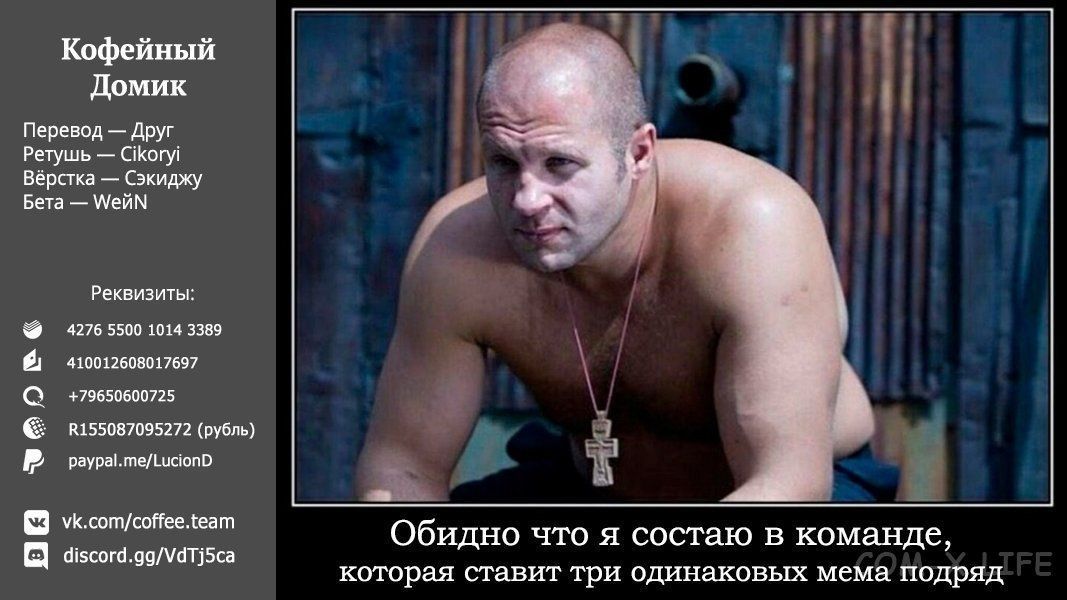 Кофейный
Домик
Перевод — Друг
Ретушь — Cikoryi
Вёрстка — Сэкиджу
Бета — WeйN
Реквизиты:
4276 5500 1014 3389
410012608017697
+79650600725
R155087095272 (рубль)
paypal.me/LucionD
vk.com/coffee.team
discord.gg/VdTj5ca
Обидно что я состаю в команде,
которая ставит три одинаковых мема подряд
COM-X.LIFE